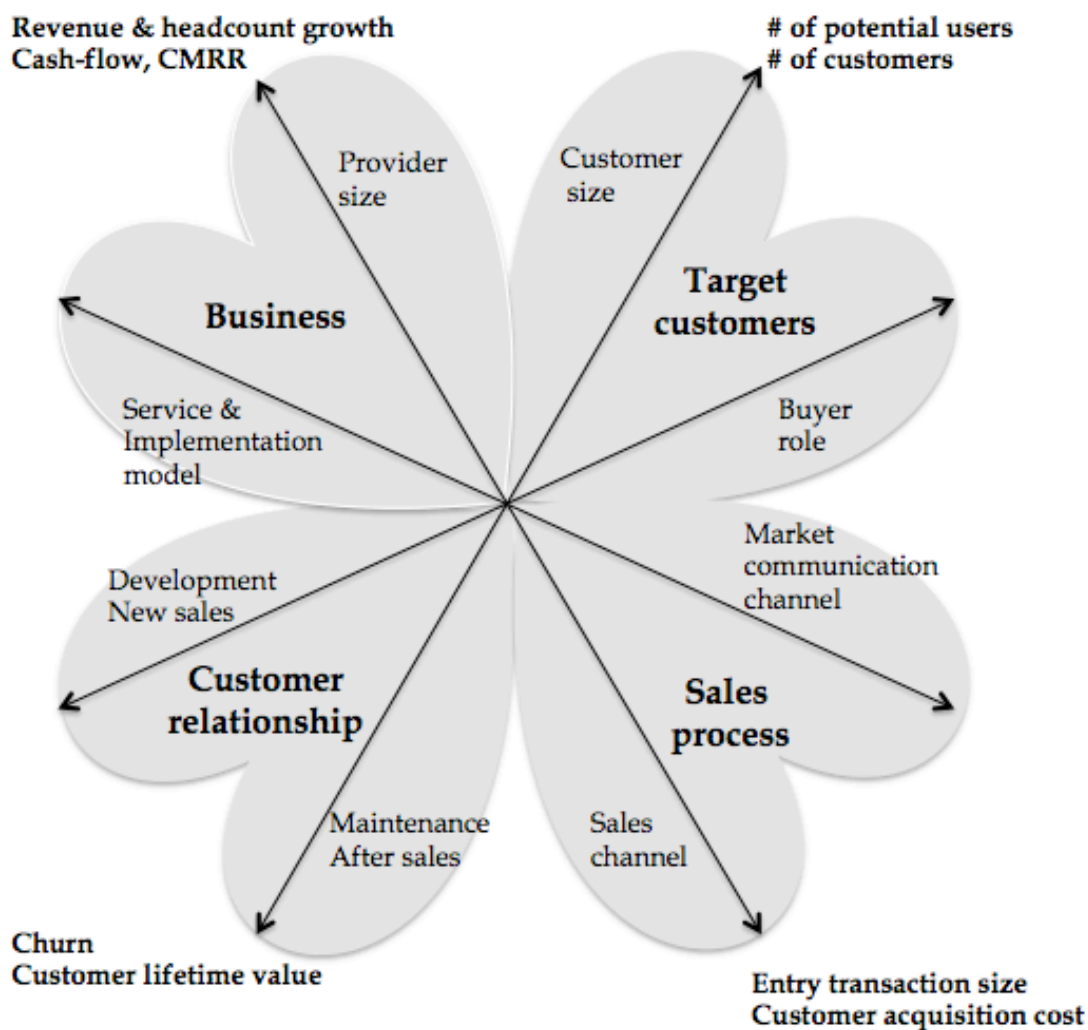 Revenue & headcount growth
Cash-flow, CMRR
# of potential users
# of customers
Provider
size
Customer
size
Business
Target
customers
Service &
Implementation
model
Buyer
role
Development
New sales
Market
communication
channel
Customer
relationship
Sales
process
Maintenance
After sales
Sales
channel
Churn
Customer lifetime value
Entry transaction size
Customer acquisition cost